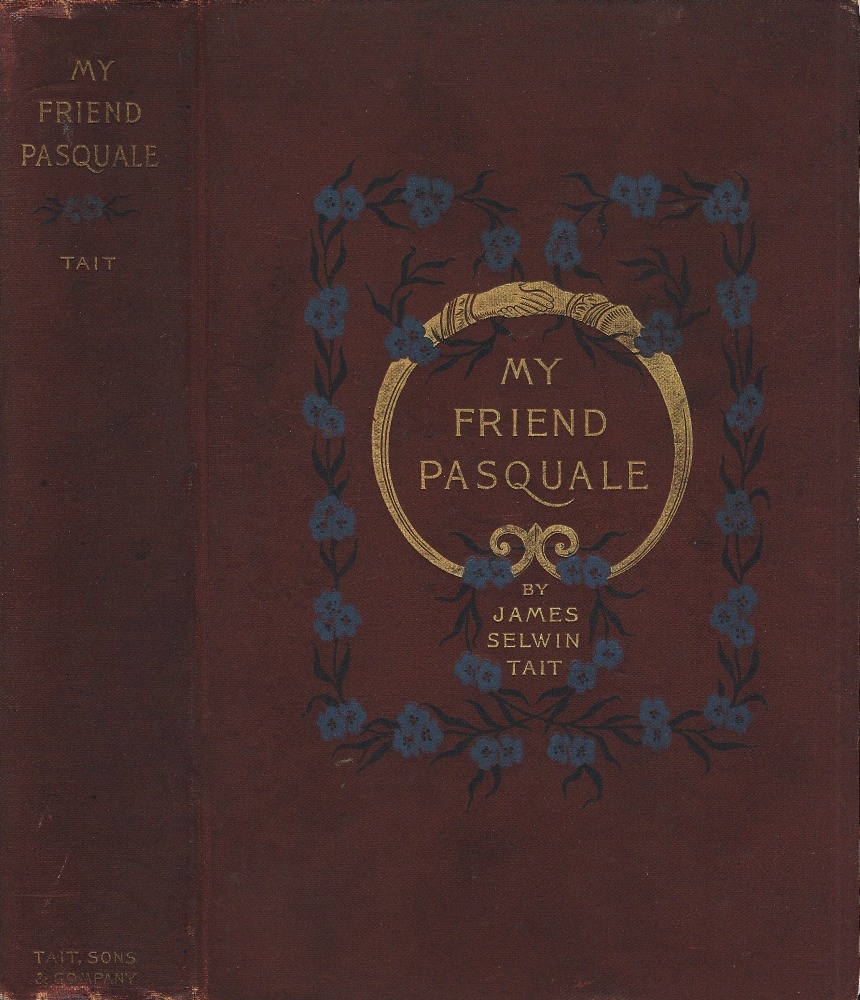 MY
FRIEND
PASQUALE
TAIT
TAIT, SONS
& COMPANY
MY
FRIEND
PASQUALE
BY
JAMES
SELWIN
TAIT